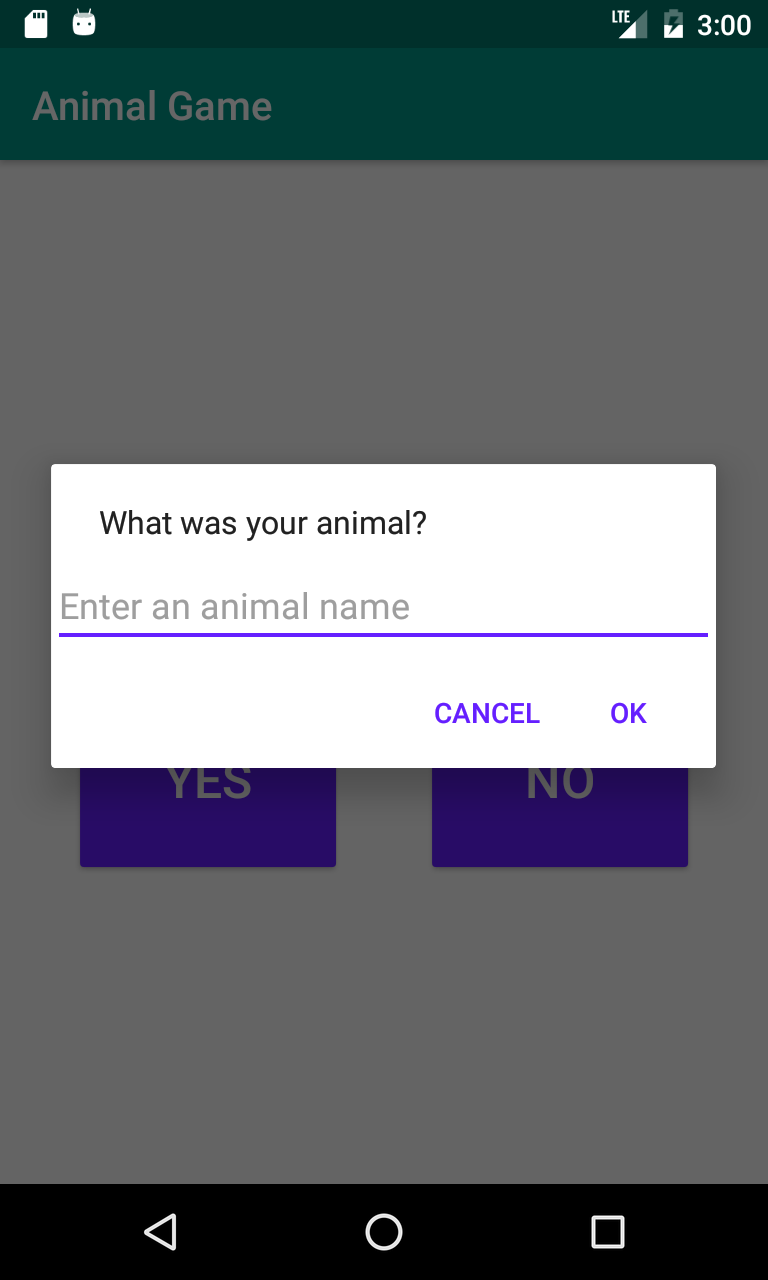 LTE 3:00
Animal Game
What was your animal?
Enter an animal name
CANCEL OK
YES NO